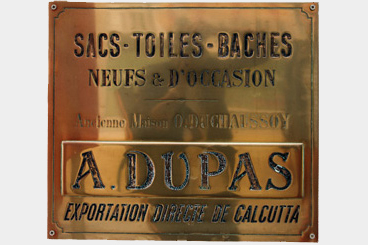 SACS-TOILES-BACHES
NEUFS & D'OCCASION
Ancienne Maison D.DUCHAUSSOY
A.DUPAS
EXPORTATION DIRECTE DE CALCUTTA